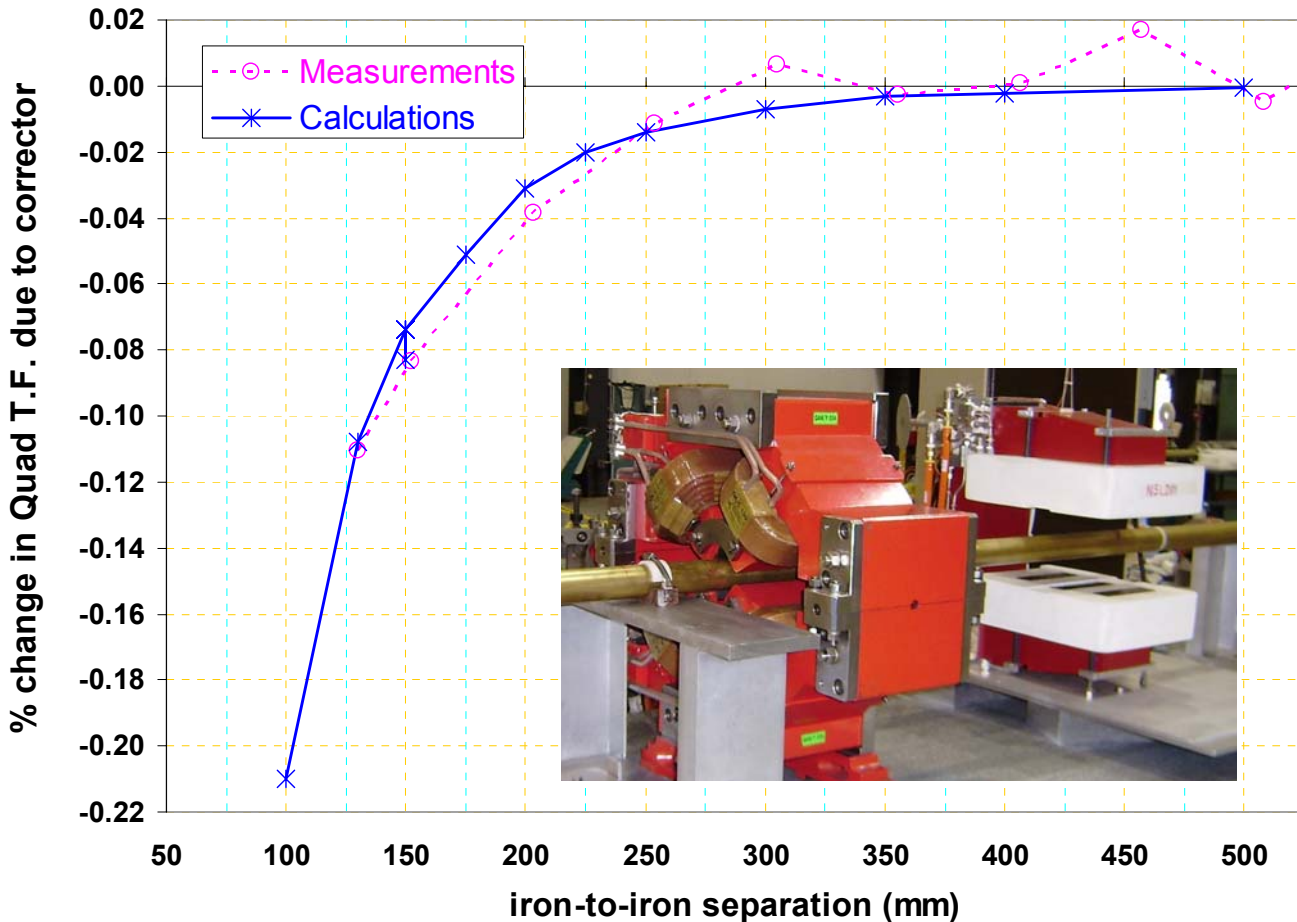 0.02
0.00
-0.02
-0.04
-0.06
-0.08
-0.10
-0.12
-0.14
-0.16
-0.18
-0.20
-0.22
% change in Quad T.F. due to corrector
Measurements
Calculations
50 100 150 200 250 300 350 400 450 500
iron-to-iron separation (mm)